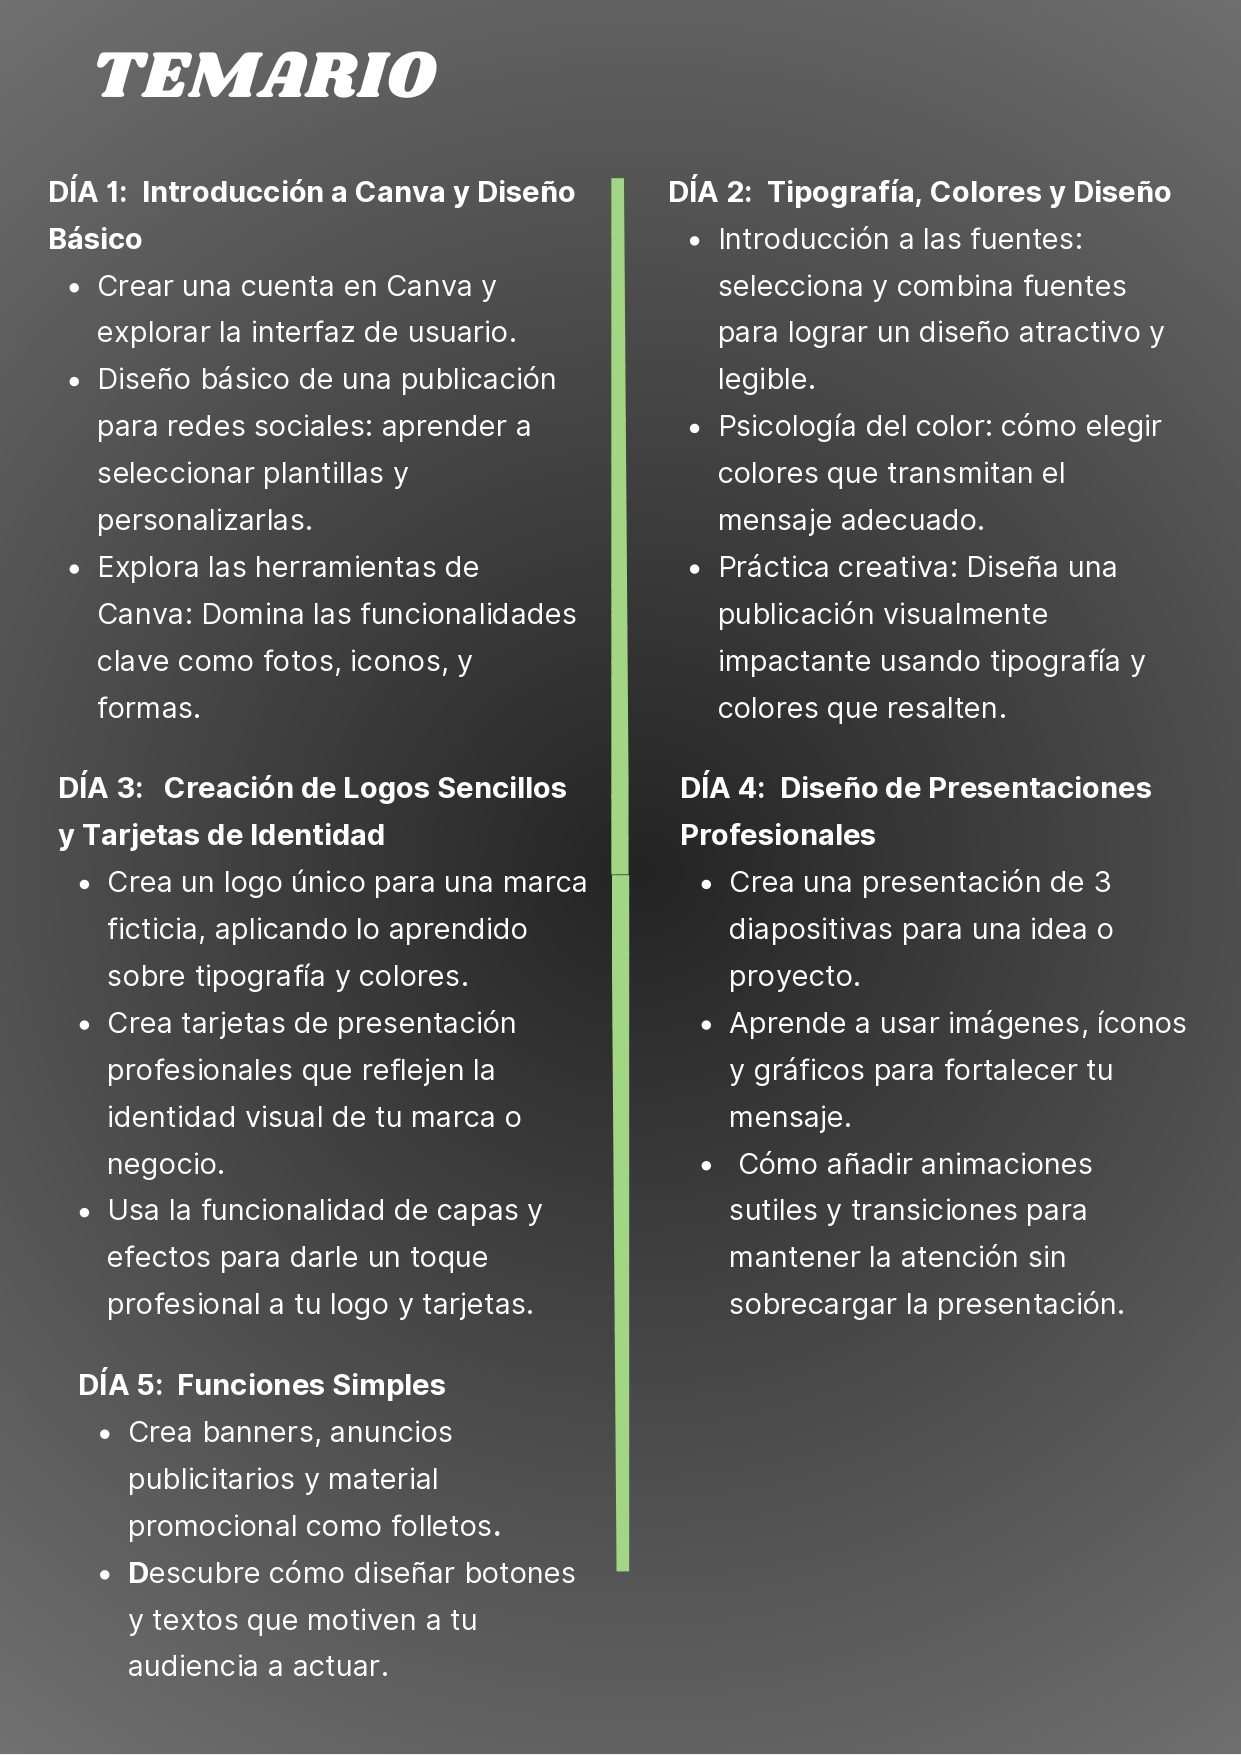 TEMARIO
DÍA 1: Introducción a Canva y Diseño
Básico
• Crear una cuenta en Canva y
explorar la interfaz de usuario.
• Diseño básico de una publicación
para redes sociales: aprender a
seleccionar plantillas y
personalizarlas.
• Explora las herramientas de
Canva: Domina las funcionalidades
clave como fotos, iconos, y
formas.
DÍA 2: Tipografía, Colores y Diseño
• Introducción a las fuentes:
selecciona y combina fuentes
para lograr un diseño atractivo y
legible.
• Psicología del color: cómo elegir
colores que transmitan el
mensaje adecuado.
• Práctica creativa: Diseña una
publicación visualmente
impactante usando tipografía y
colores que resalten.
DÍA 3: Creación de Logos Sencillos
y Tarjetas de Identidad
• Crea un logo único para una marca
ficticia, aplicando lo aprendido
sobre tipografía y colores.
• Crea tarjetas de presentación
profesionales que reflejen la
identidad visual de tu marca o
negocio.
• Usa la funcionalidad de capas y
efectos para darle un toque
profesional a tu logo y tarjetas.
DÍA 4: Diseño de Presentaciones
Profesionales
• Crea una presentación de 3
diapositivas para una idea o
proyecto.
• Aprende a usar imágenes, íconos
y gráficos para fortalecer tu
mensaje.
• Cómo añadir animaciones
sutiles y transiciones para
mantener la atención sin
sobrecargar la presentación.
DÍA 5: Funciones Simples
• Crea banners, anuncios
publicitarios y material
promocional como folletos.
• Descubre cómo diseñar botones
y textos que motiven a tu
audiencia a actuar.